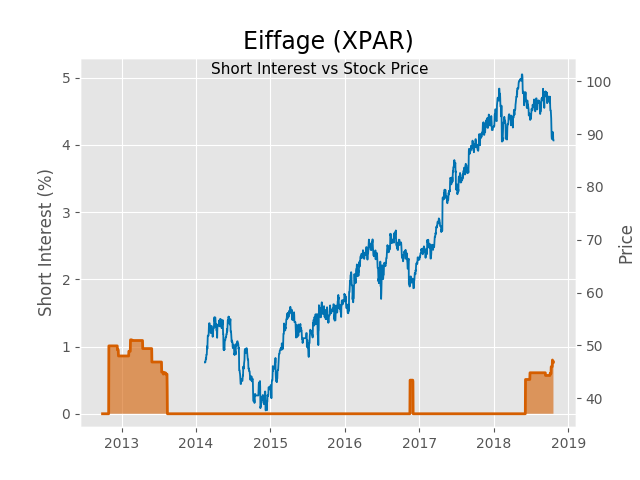 Eiffage (XPAR)
Short Interest vs Stock Price
Short Interest (%)
5
4
3
2
1
0
100
90
80
70
60
50
40
Price
2013 2014 2015 2016 2017 2018 2019